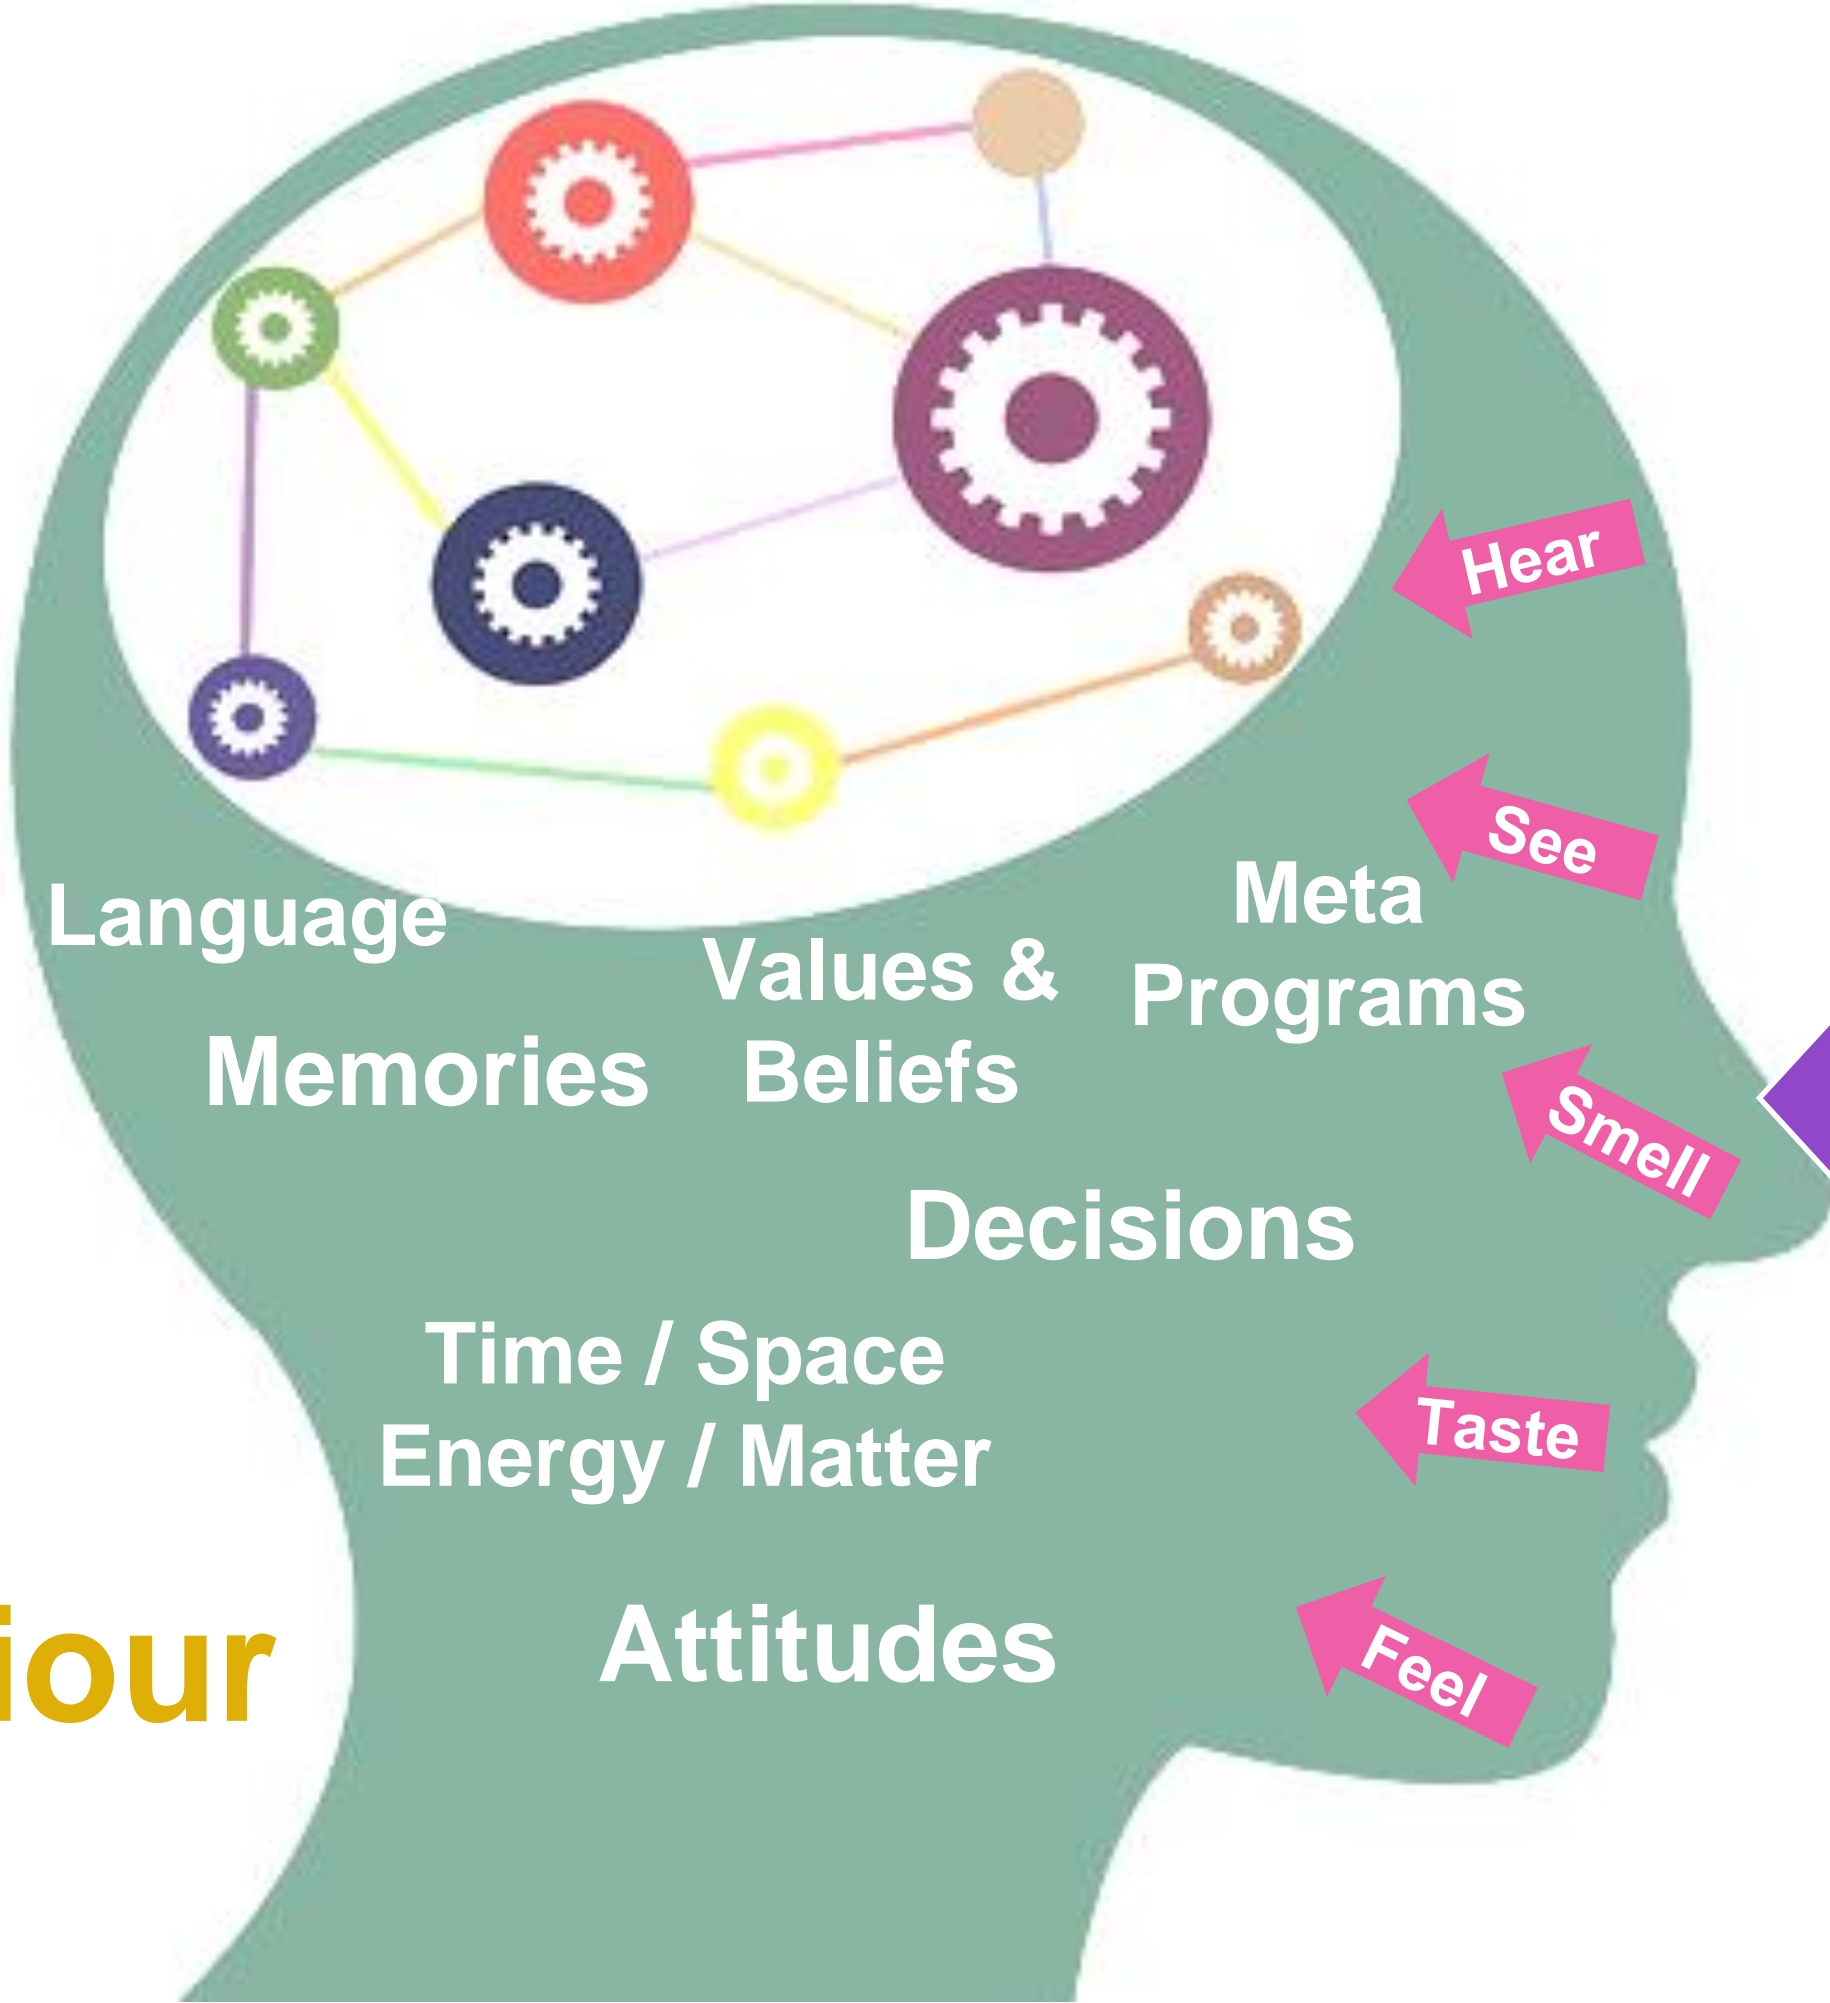 Hear
See
Meta
Programs
Language
Values &
Beliefs
Memories
Smell
Decisions
Time / Space
Energy / Matter
Taste
Attitudes
Feel
iour